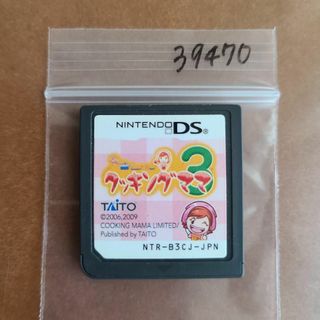 39470
NINTENDO DS
クッキングママ3
TAITO
©2006,2009
COOKING MAMA LIMITED/
Published by TAITO
NTR-B3CJ-JPN